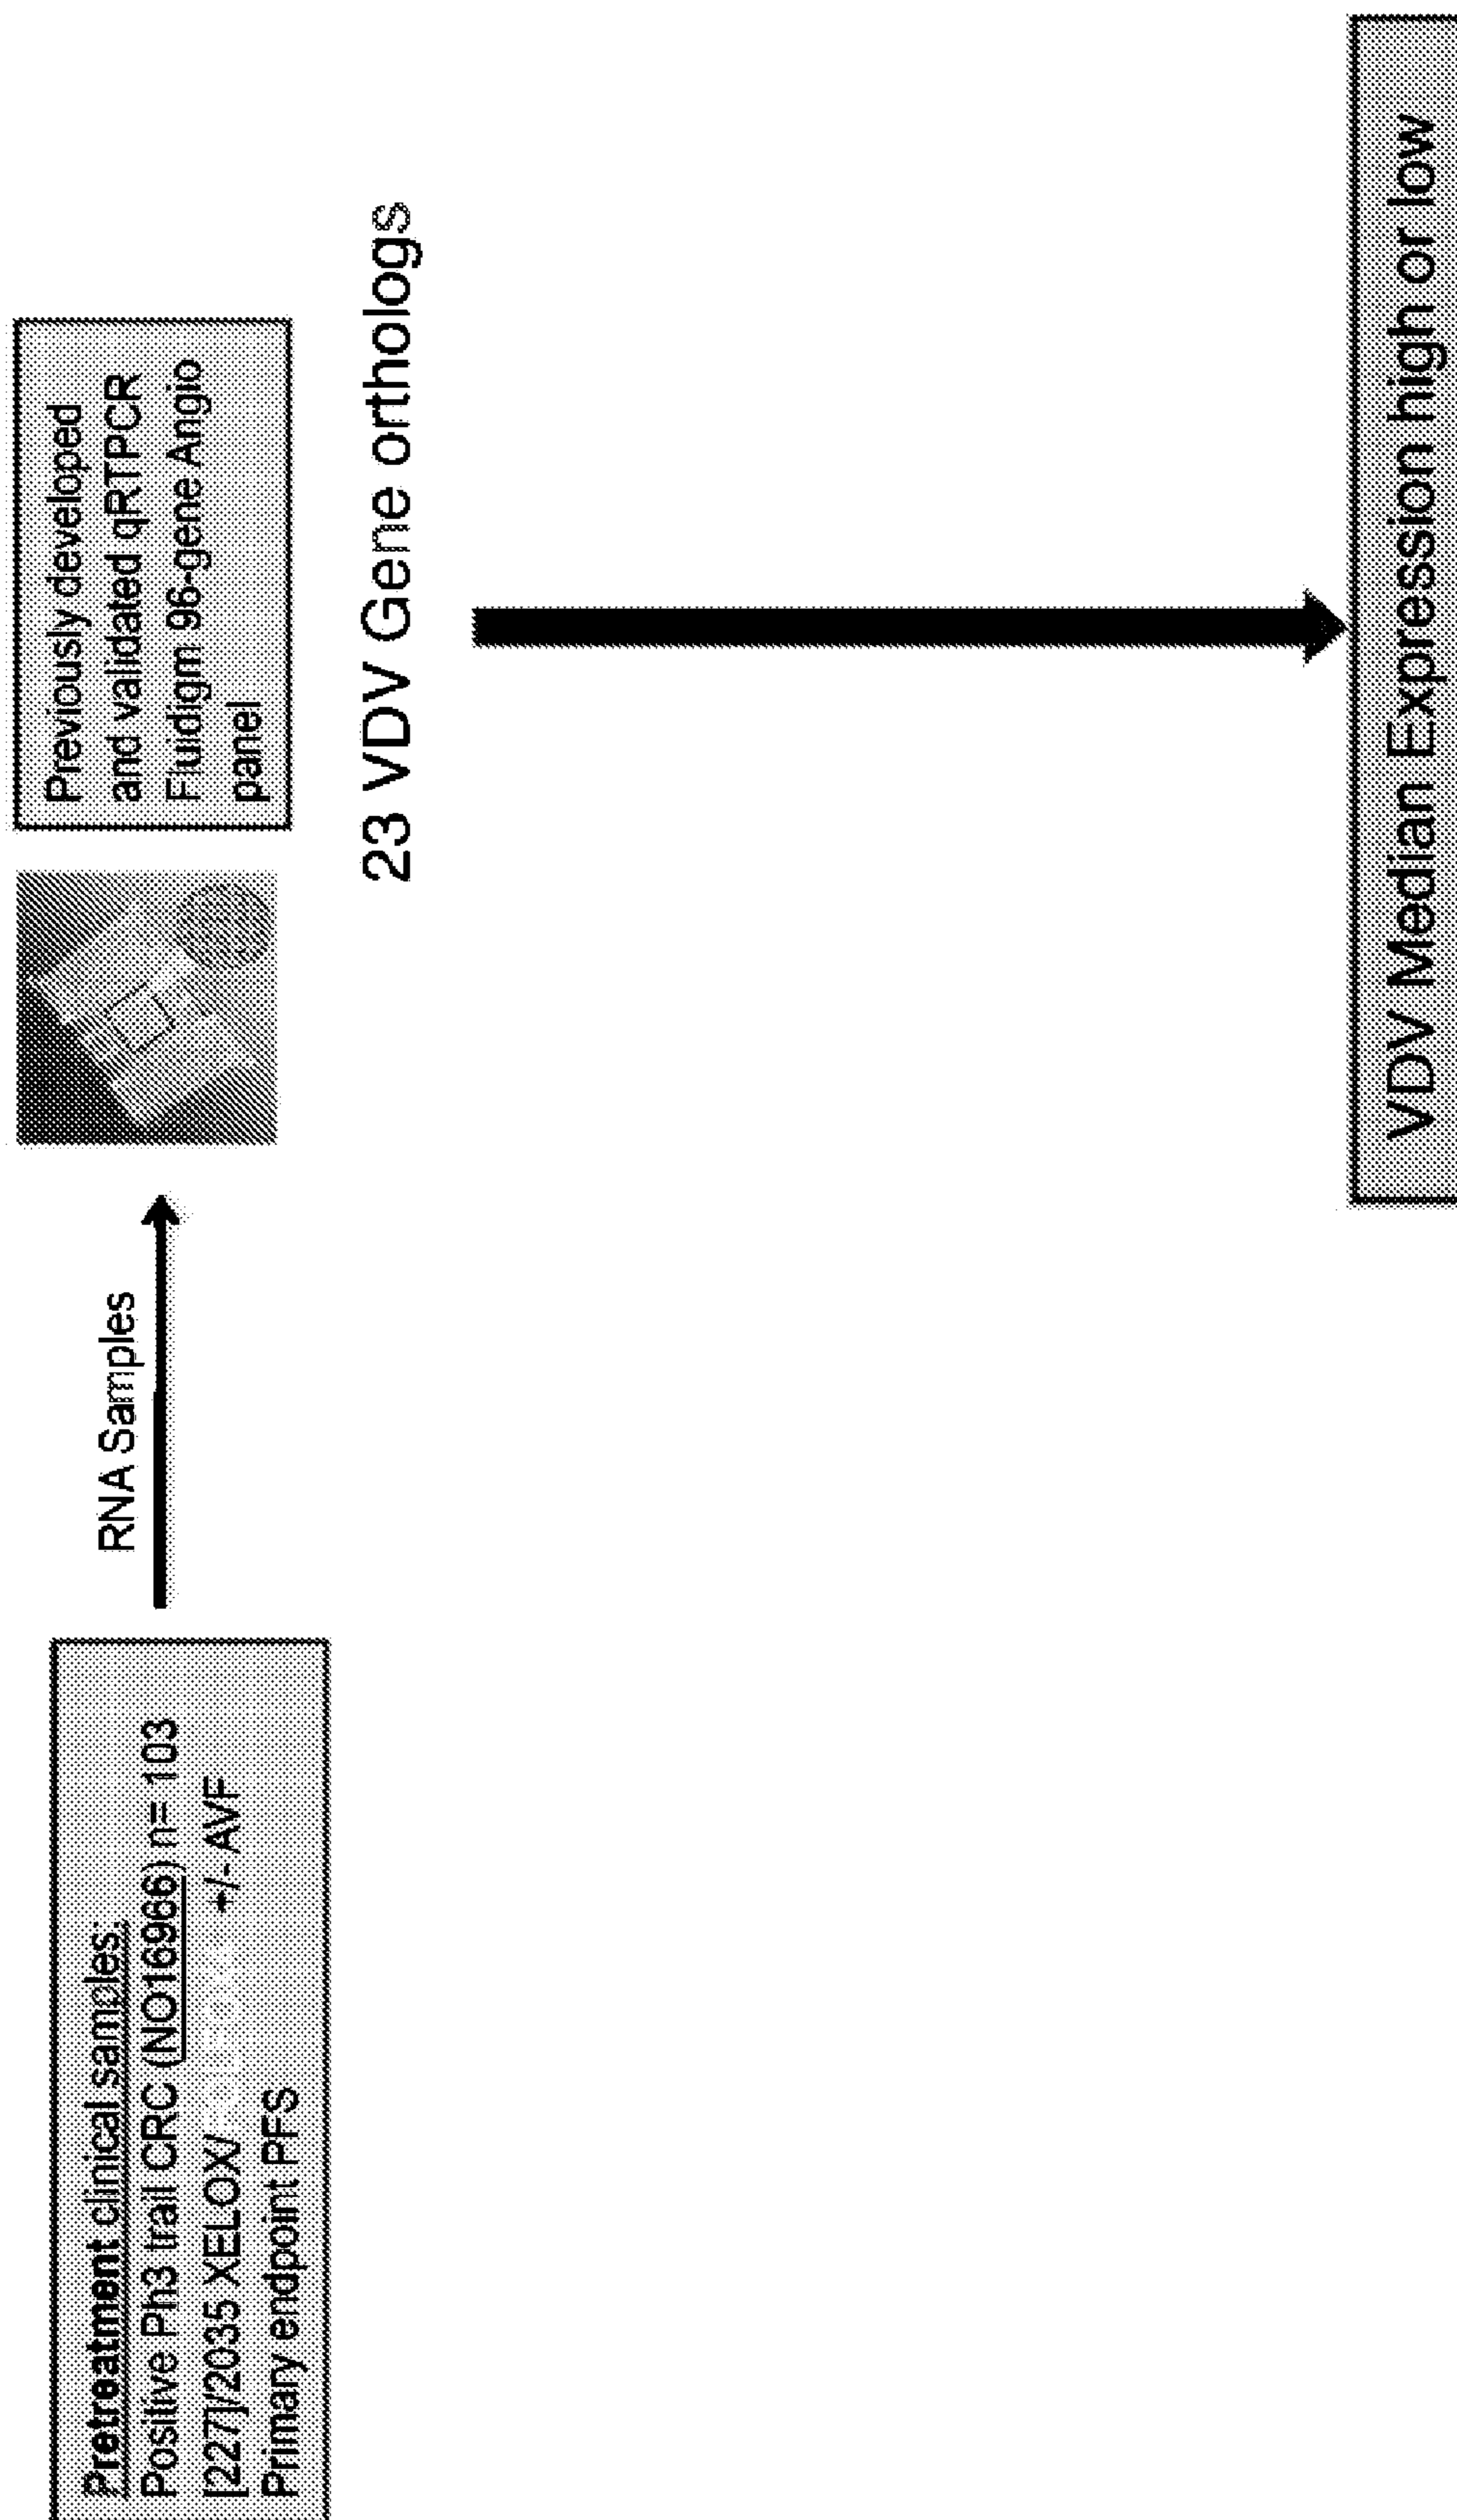 Pretreatment clinical samples:
Positive Ph3 trail CRC (NO16966) n= 103
[227]/2035 XELOX/ +/- AVF
Primary endpoint PFS
RNA Samples
Previously developed
and validated qRTPCR
Fluidigm 96-gene Angio
panel
23 VDV Gene orthologs
VDV Median Expression high or low